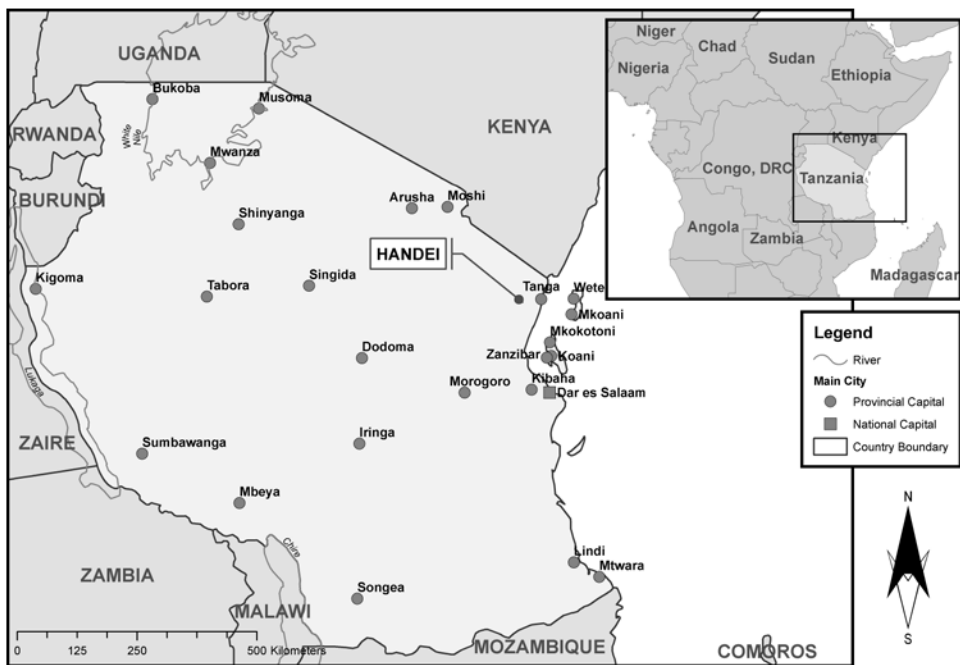 UGANDA
Bukoba
Musoma
RWANDA
White
Nile
Mwanza
KENYA
BURUNDI
Arusha
Moshi
Shinyanga
HANDEI
Kigoma
Tabora
Singida
Tanga
Wete
Mkoani
Mkokotoni
Dodoma
Zanzibar
Koani
Morogoro
Kibaha
Dar es Salaam
Lukaga
ZAIRE
Sumbawanga
Iringa
Mbeya
Chire
Lindi
Mtwara
ZAMBIA
Songea
MALAWI
MOZAMBIQUE
COMOROS
0 125 250 500 Kilometers
Niger
Chad
Sudan
Nigeria
Ethiopia
Kenya
Congo, DRC
Tanzania
Angola
Zambia
Madagascar
Legend
River
Main City
Provincial Capital
National Capital
Country Boundary
N
S